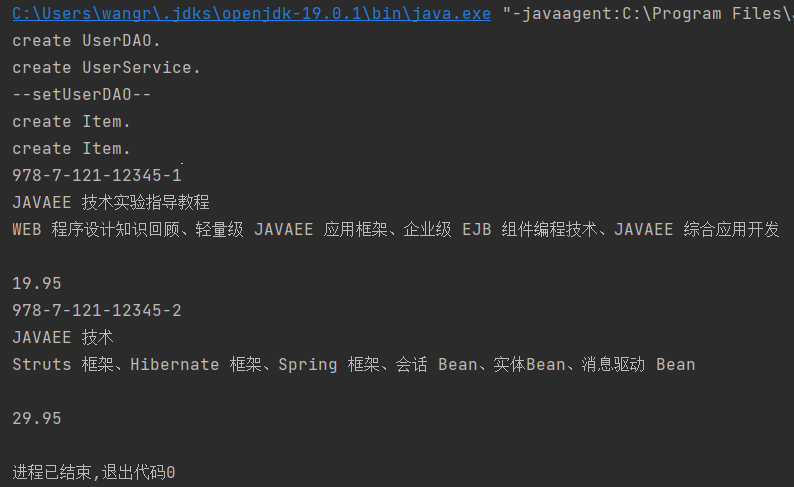 C:\Users\wangr\.jdks\openjdk-19.0.1\bin\java.exe "-javaagent:C:\Program Files\
create UserDAO.
create UserService.
--setUserDAO--
create Item.
create Item.
978-7-121-12345-1
JAVAEE 技术实验指导教程
WEB 程序设计知识回顾、轻量级 JAVAEE 应用框架、企业级 EJB 组件编程技术、JAVAEE 综合应用开发
19.95
978-7-121-12345-2
JAVAEE 技术
Struts 框架、Hibernate 框架、Spring 框架、会话 Bean、实体Bean、消息驱动 Bean
29.95
进程已结束,退出代码0